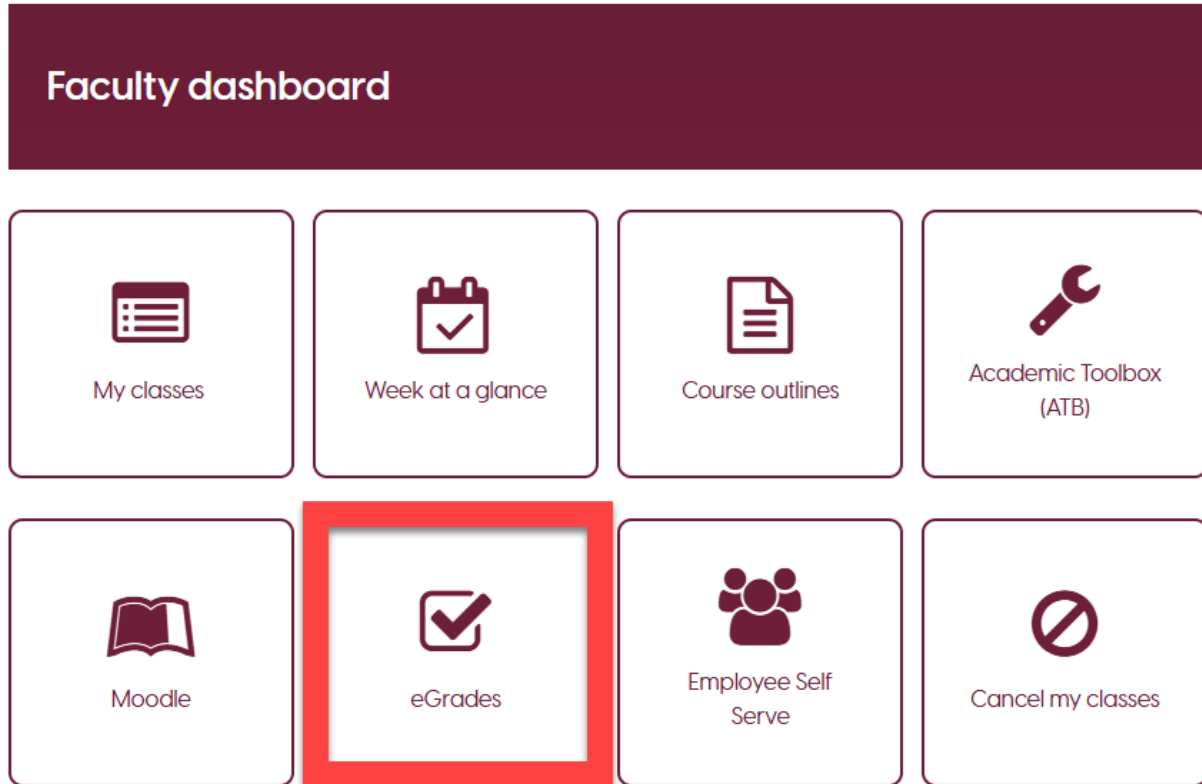 Faculty dashboard
My classes
Week at a glance
Course outlines
Academic Toolbox
(ATB)
Moodle
eGrades
Employee Self
Serve
Cancel my classes